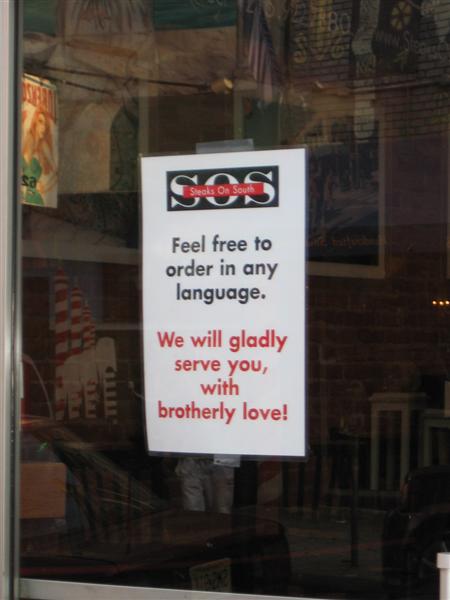 SOS
Steaks On South
Feel free to
order in any
language.
We will gladly
serve you,
with
brotherly love!